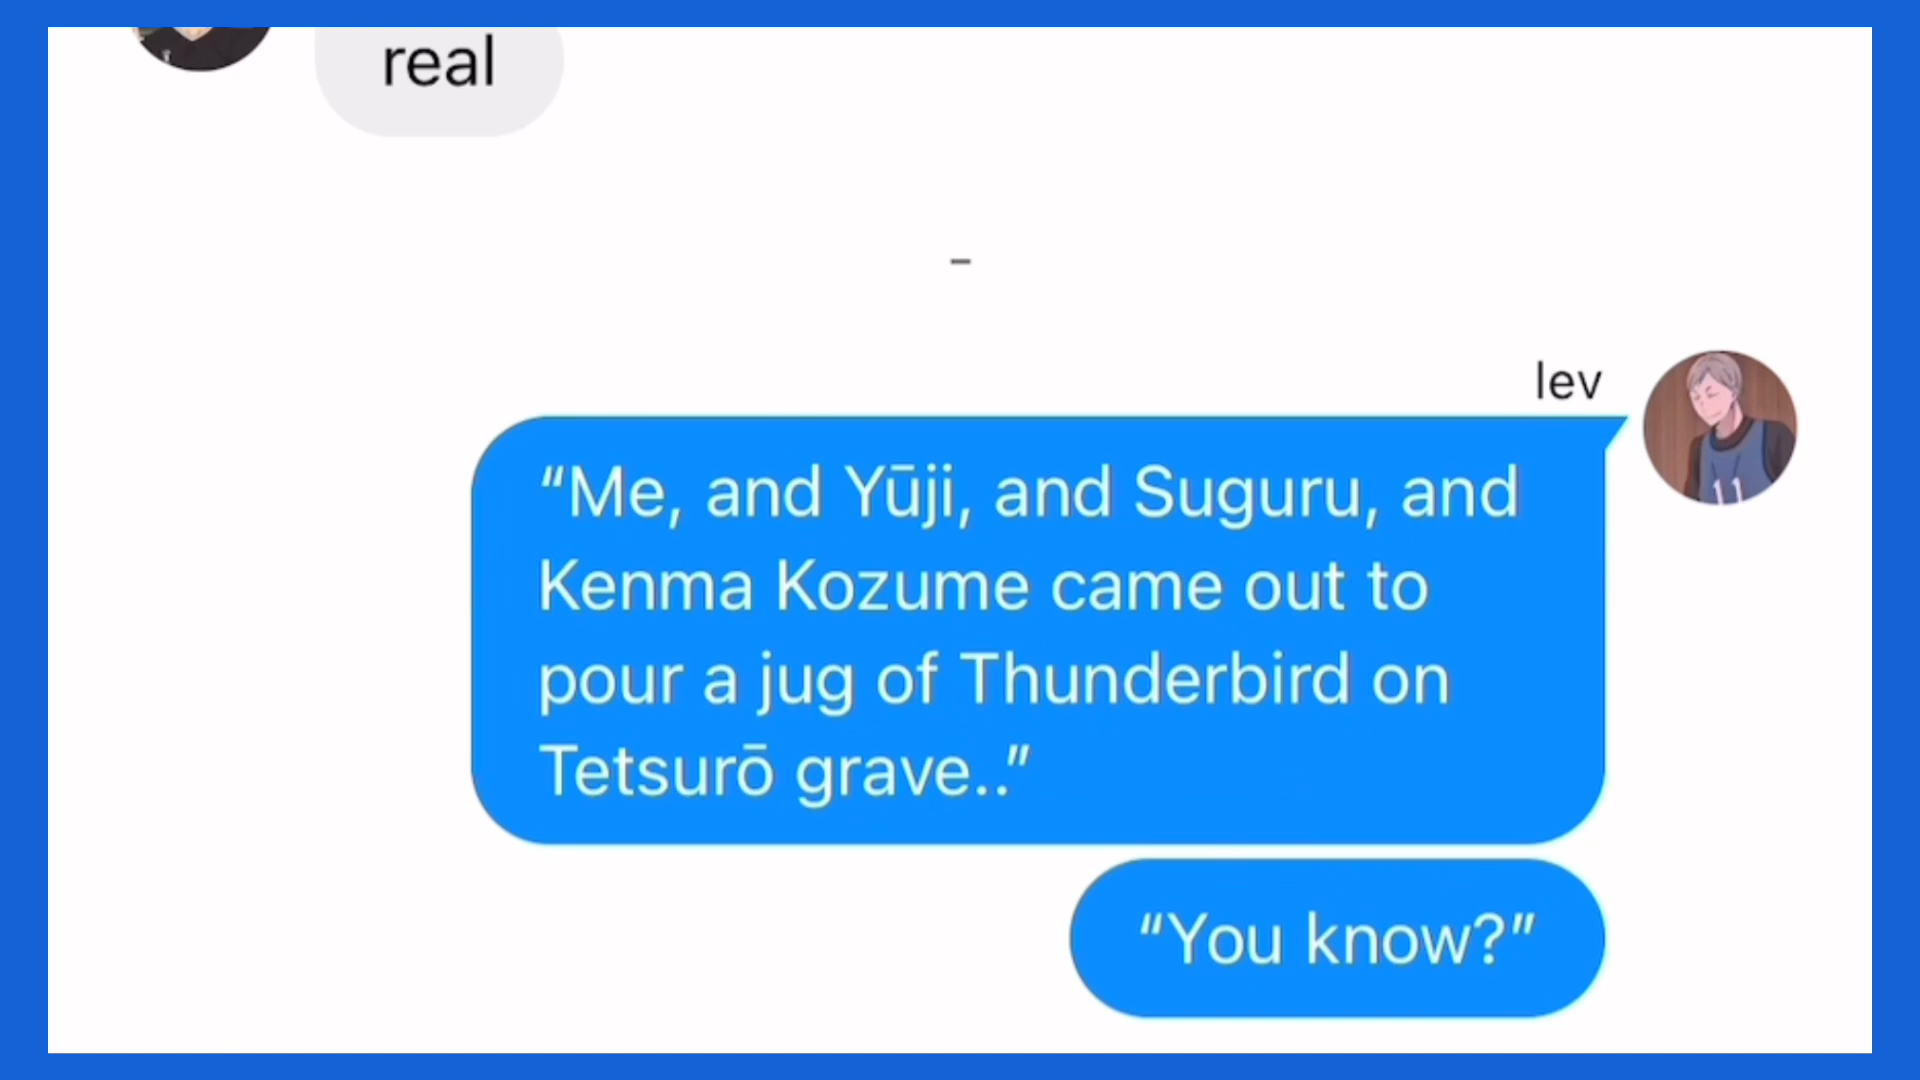 real
–
lev
“Me, and Yūji, and Suguru, and
Kenma Kozume came out to
pour a jug of Thunderbird on
Tetsurō grave..”
“You know?”